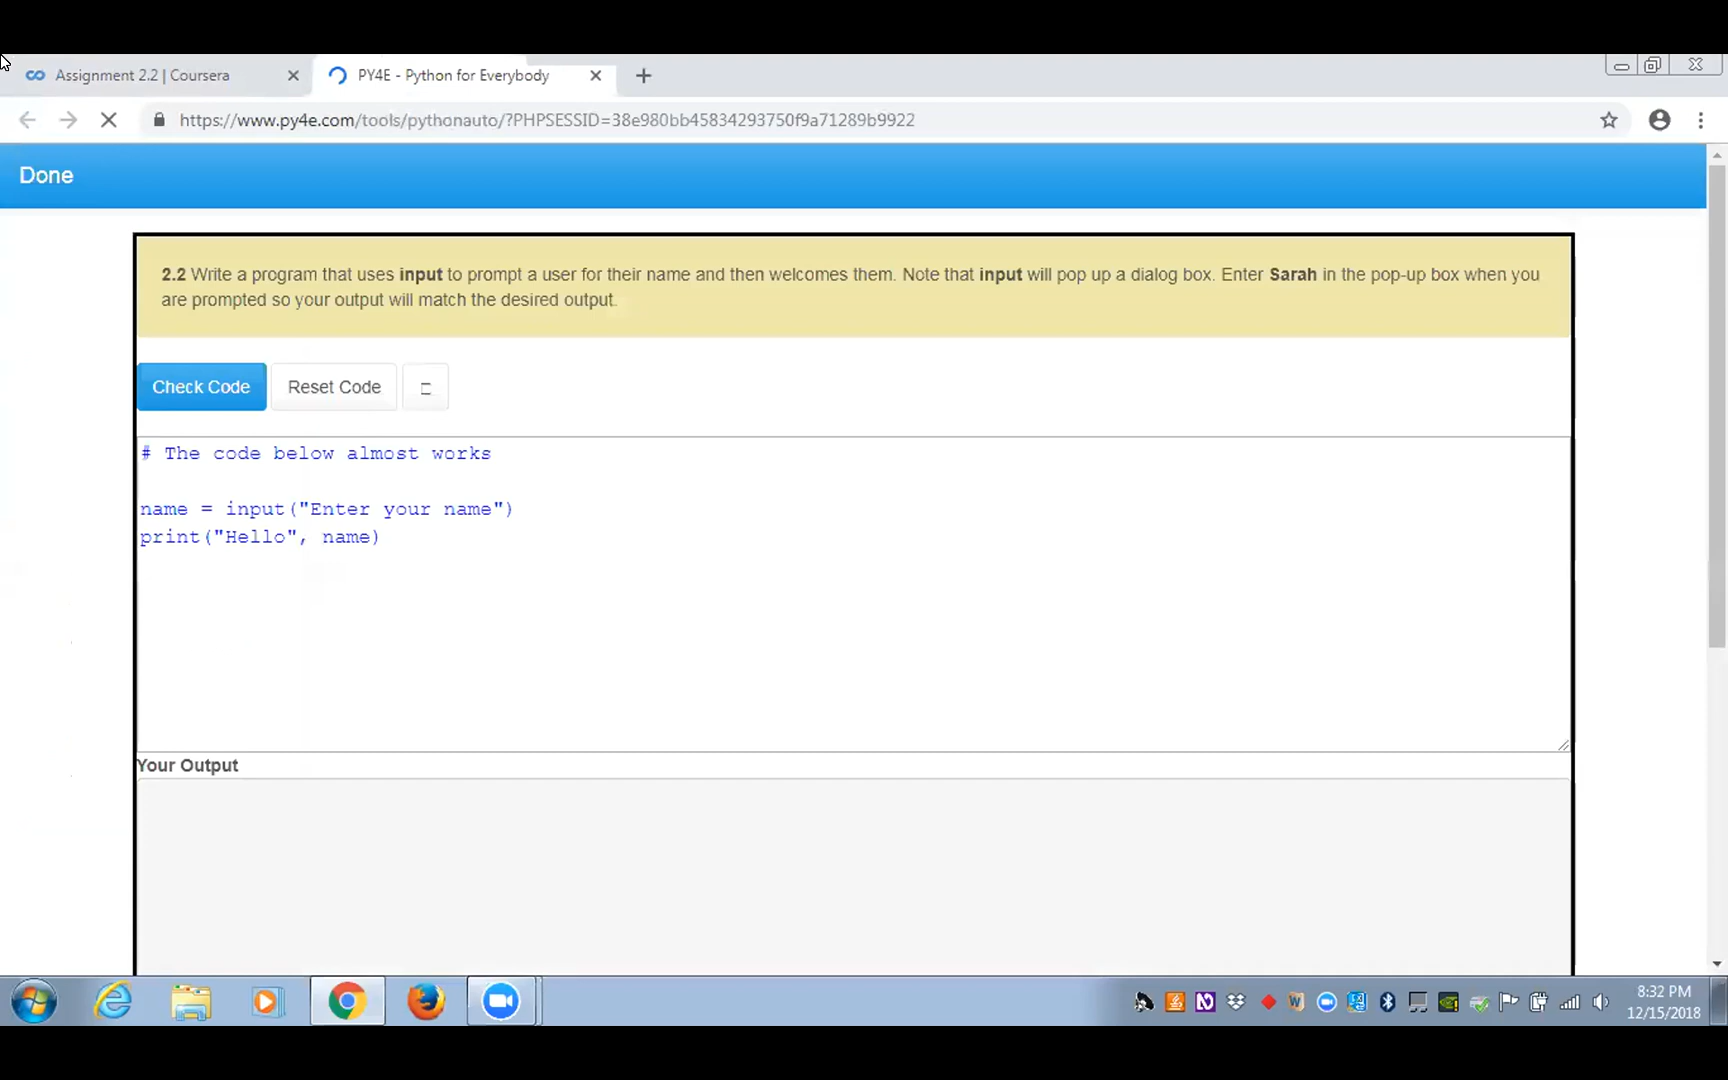 Assignment 2.2 | Coursera
PY4E - Python for Everybody
https://www.py4e.com/tools/pythonauto/?PHPSESSID=38e980bb45834293750f9a71289b9922
Done
2.2 Write a program that uses input to prompt a user for their name and then welcomes them. Note that input will pop up a dialog box. Enter Sarah in the pop-up box when you
are prompted so your output will match the desired output.
Check Code
Reset Code
# The code below almost works
name = input("Enter your name")
print("Hello", name)
Your Output
8:32 PM
12/15/2018